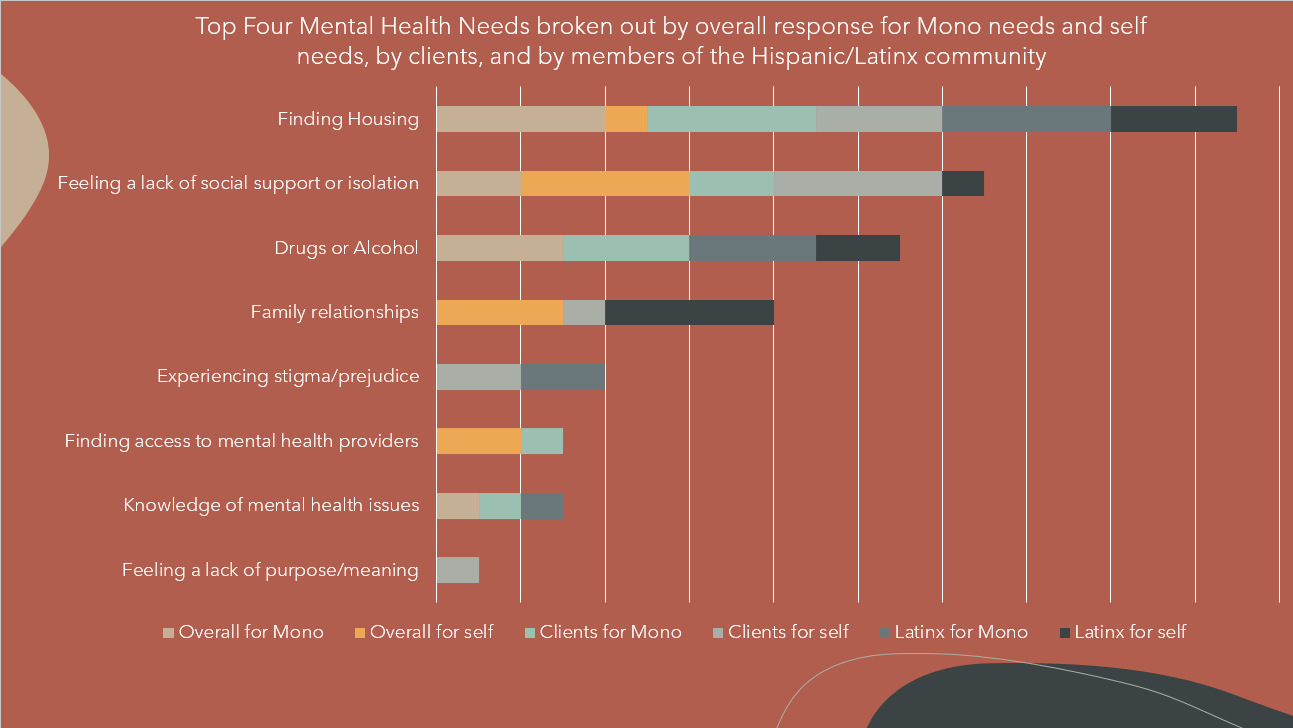 Top Four Mental Health Needs broken out by overall response for Mono needs and self
needs, by clients, and by members of the Hispanic/Latinx community
Finding Housing
Feeling a lack of social support or isolation
Drugs or Alcohol
Family relationships
Experiencing stigma/prejudice
Finding access to mental health providers
Knowledge of mental health issues
Feeling a lack of purpose/meaning
Overall for Mono Overall for self Clients for Mono Clients for self Latinx for Mono Latinx for self